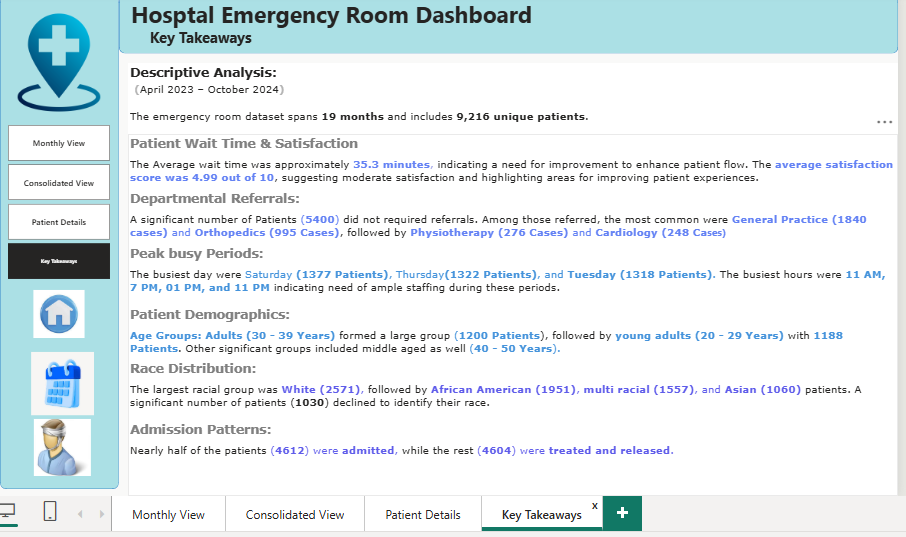 Hosptal Emergency Room Dashboard
Key Takeaways
Monthly View
Consolidated View
Patient Details
Key Takeaways
Descriptive Analysis:
(April 2023 – October 2024)
The emergency room dataset spans 19 months and includes 9,216 unique patients.
Patient Wait Time & Satisfaction
The Average wait time was approximately 35.3 minutes, indicating a need for improvement to enhance patient flow. The average satisfaction
score was 4.99 out of 10, suggesting moderate satisfaction and highlighting areas for improving patient experiences.
Departmental Referrals:
A significant number of Patients (5400) did not required referrals. Among those referred, the most common were General Practice (1840
cases) and Orthopedics (995 Cases), followed by Physiotherapy (276 Cases) and Cardiology (248 Cases)
Peak busy Periods:
The busiest day were Saturday (1377 Patients), Thursday(1322 Patients), and Tuesday (1318 Patients). The busiest hours were 11 AM,
7 PM, 01 PM, and 11 PM indicating need of ample staffing during these periods.
Patient Demographics:
Age Groups: Adults (30 - 39 Years) formed a large group (1200 Patients), followed by young adults (20 - 29 Years) with 1188
Patients. Other significant groups included middle aged as well (40 - 50 Years).
Race Distribution:
The largest racial group was White (2571), followed by African American (1951), multi racial (1557), and Asian (1060) patients. A
significant number of patients (1030) declined to identify their race.
Admission Patterns:
Nearly half of the patients (4612) were admitted, while the rest (4604) were treated and released.
Monthly View
Consolidated View
Patient Details
Key Takeaways
x
+